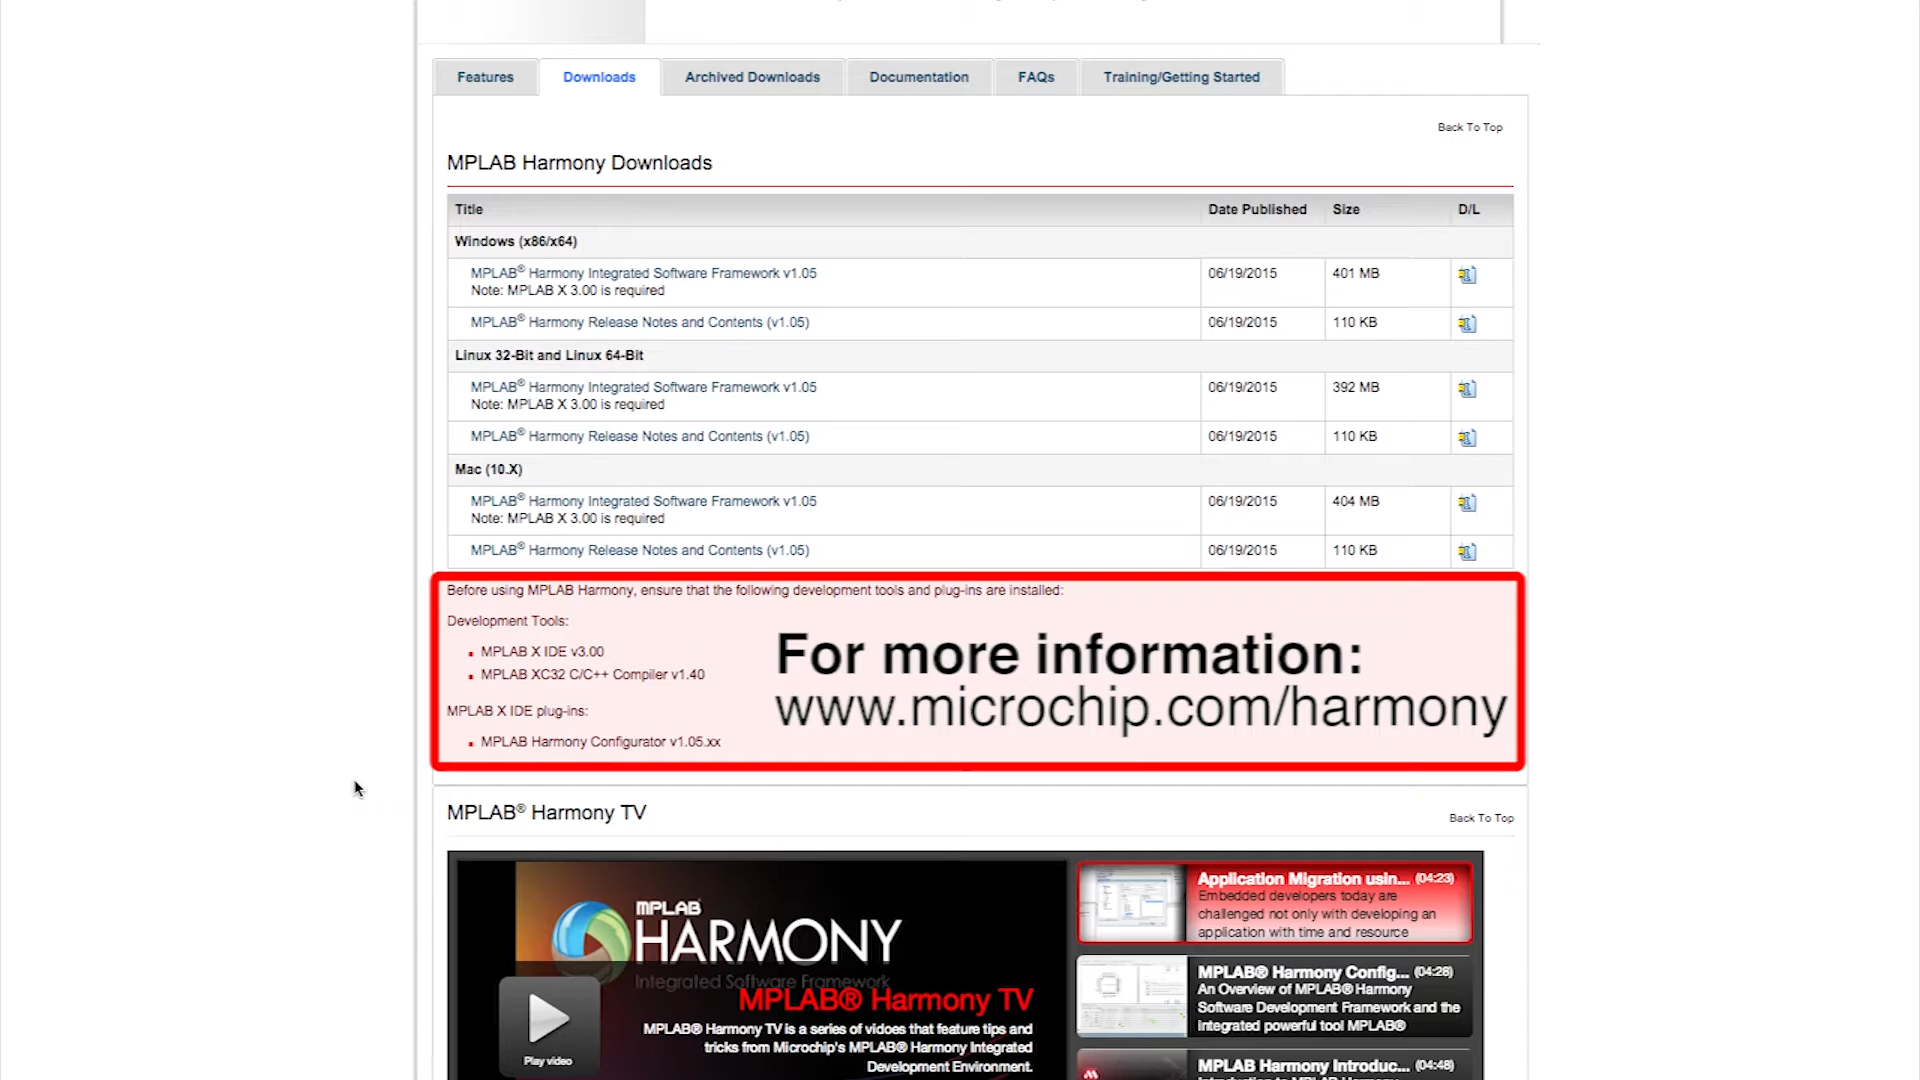 Features
Downloads
Archived Downloads
Documentation
FAQs
Training/Getting Started
Back To Top
MPLAB Harmony Downloads
Title Date Published Size D/L
Windows (x86/x64)
MPLAB® Harmony Integrated Software Framework v1.05 06/19/2015 401 MB
Note: MPLAB X 3.00 is required
MPLAB® Harmony Release Notes and Contents (v1.05) 06/19/2015 110 KB
Linux 32-Bit and Linux 64-Bit
MPLAB® Harmony Integrated Software Framework v1.05 06/19/2015 392 MB
Note: MPLAB X 3.00 is required
MPLAB® Harmony Release Notes and Contents (v1.05) 06/19/2015 110 KB
Mac (10.X)
MPLAB® Harmony Integrated Software Framework v1.05 06/19/2015 404 MB
Note: MPLAB X 3.00 is required
MPLAB® Harmony Release Notes and Contents (v1.05) 06/19/2015 110 KB
Before using MPLAB Harmony, ensure that the following development tools and plug-ins are installed:
Development Tools:
MPLAB X IDE v3.00
MPLAB XC32 C/C++ Compiler v1.40
MPLAB X IDE plug-ins:
MPLAB Harmony Configurator v1.05.xx
For more information:
www.microchip.com/harmony
MPLAB® Harmony TV
Back To Top
MPLAB
HARMONY
Integrated Software Framework
MPLAB® Harmony TV
MPLAB® Harmony TV is a series of vidoes that feature tips and
tricks from Microchip's MPLAB® Harmony Integrated
Development Environment.
Play video
Application Migration usin... (04:23)
Embedded developers today are
challenged not only with developing an
application with time and resource
MPLAB® Harmony Config... (04:28)
An Overview of MPLAB® Harmony
Software Development Framework and the
integrated powerful tool MPLAB®
MPLAB Harmony Introduc... (04:48)